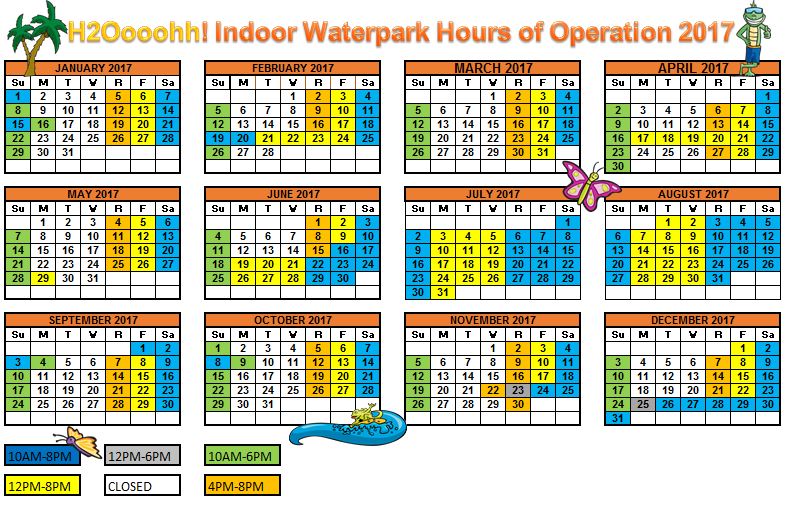 H2Oooohh! Indoor Waterpark Hours of Operation 2017
JANUARY 2017
Su M T W R F Sa
1 2 3 4 5 6 7
8 9 10 11 12 13 14
15 16 17 18 19 20 21
22 23 24 25 26 27 28
29 30 31
FEBRUARY 2017
Su M T W R F Sa
1 2 3 4
5 6 7 8 9 10 11
12 13 14 15 16 17 18
19 20 21 22 23 24 25
26 27 28
MARCH 2017
Su M T W R F Sa
1 2 3 4
5 6 7 8 9 10 11
12 13 14 15 16 17 18
19 20 21 22 23 24 25
26 27 28 29 30 31
APRIL 2017
Su M T W R F Sa
1
2 3 4 5 6 7 8
9 10 11 12 13 14 15
16 17 18 19 20 21 22
23 24 25 26 27 28 29
30
MAY 2017
Su M T W R F Sa
1 2 3 4 5 6
7 8 9 10 11 12 13
14 15 16 17 18 19 20
21 22 23 24 25 26 27
28 29 30 31
JUNE 2017
Su M T W R F Sa
1 2 3
4 5 6 7 8 9 10
11 12 13 14 15 16 17
18 19 20 21 22 23 24
25 26 27 28 29 30
JULY 2017
Su M T W R F Sa
1
2 3 4 5 6 7 8
9 10 11 12 13 14 15
16 17 18 19 20 21 22
23 24 25 26 27 28 29
30 31
AUGUST 2017
Su M T W R F Sa
1 2 3 4 5
6 7 8 9 10 11 12
13 14 15 16 17 18 19
20 21 22 23 24 25 26
27 28 29 30 31
SEPTEMBER 2017
Su M T W R F Sa
1 2
3 4 5 6 7 8 9
10 11 12 13 14 15 16
17 18 19 20 21 22 23
24 25 26 27 28 29 30
OCTOBER 2017
Su M T W R F Sa
1 2 3 4 5 6 7
8 9 10 11 12 13 14
15 16 17 18 19 20 21
22 23 24 25 26 27 28
29 30 31
NOVEMBER 2017
Su M T W R F Sa
1 2 3 4
5 6 7 8 9 10 11
12 13 14 15 16 17 18
19 20 21 22 23 24 25
26 27 28 29 30
DECEMBER 2017
Su M T W R F Sa
1 2
3 4 5 6 7 8 9
10 11 12 13 14 15 16
17 18 19 20 21 22 23
24 25 26 27 28 29 30
31
10AM-8PM 12PM-6PM 10AM-6PM
12PM-8PM CLOSED 4PM-8PM